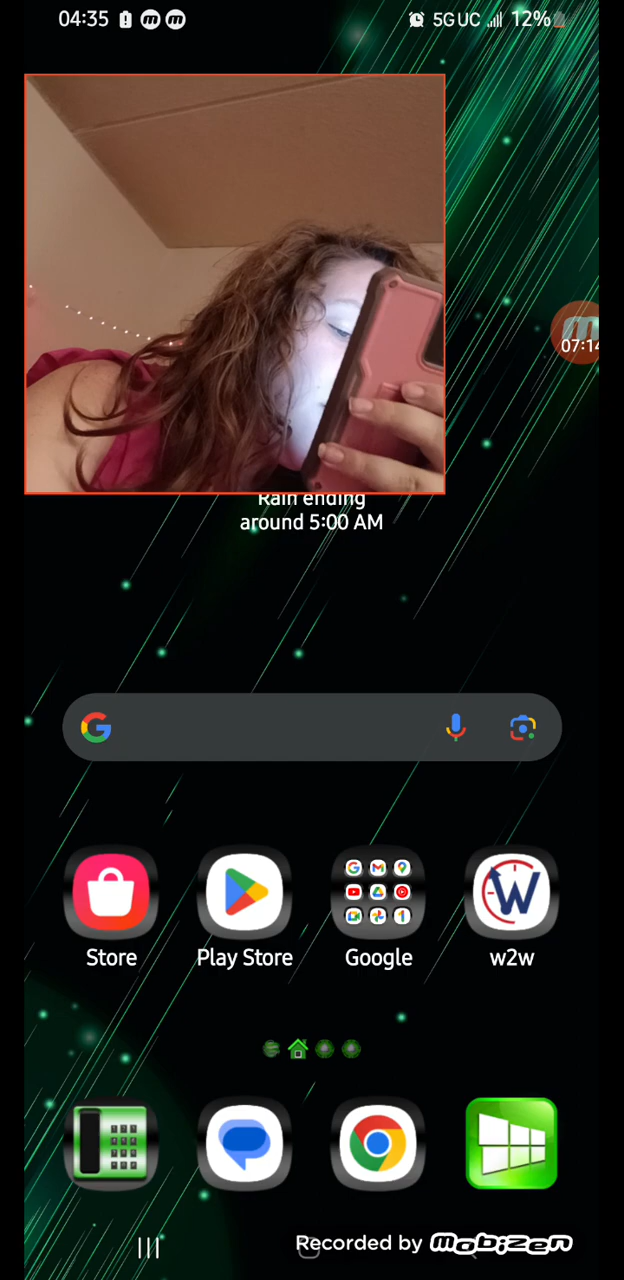 04:35
5G UC
12%
07:14
Rain ending
around 5:00 AM
Store
Play Store
Google
w2w
Recorded by mobizen